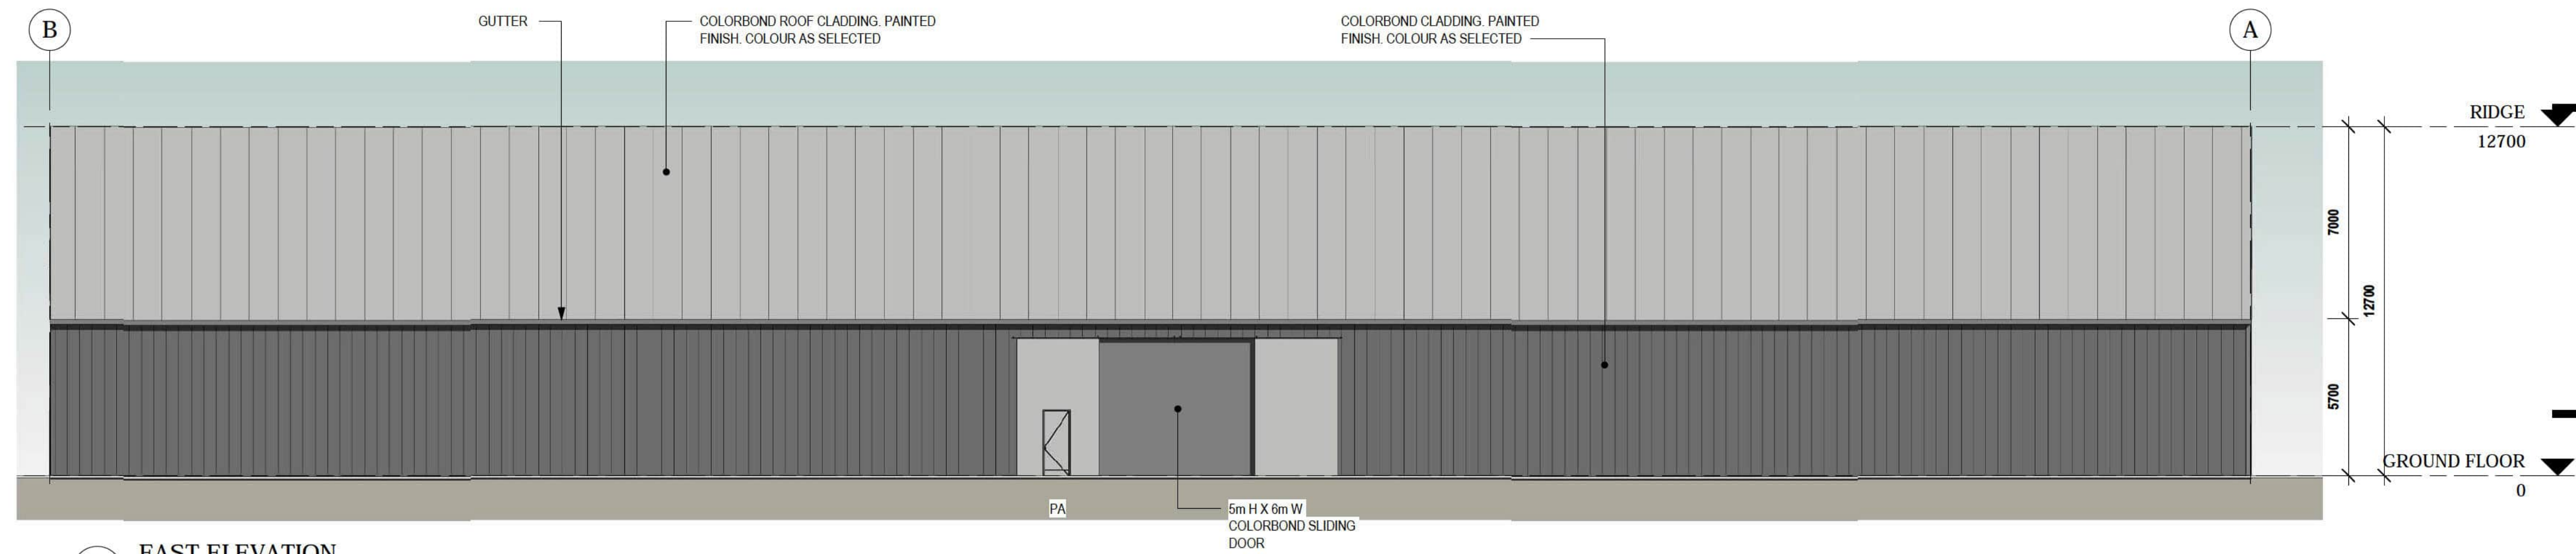 B
GUTTER
COLORBOND ROOF CLADDING. PAINTED
FINISH. COLOUR AS SELECTED
COLORBOND CLADDING. PAINTED
FINISH. COLOUR AS SELECTED
A
RIDGE
12700
7000
12700
5700
GROUND FLOOR
0
PA
5m H X 6m W
COLORBOND SLIDING
DOOR
EAST ELEVATION